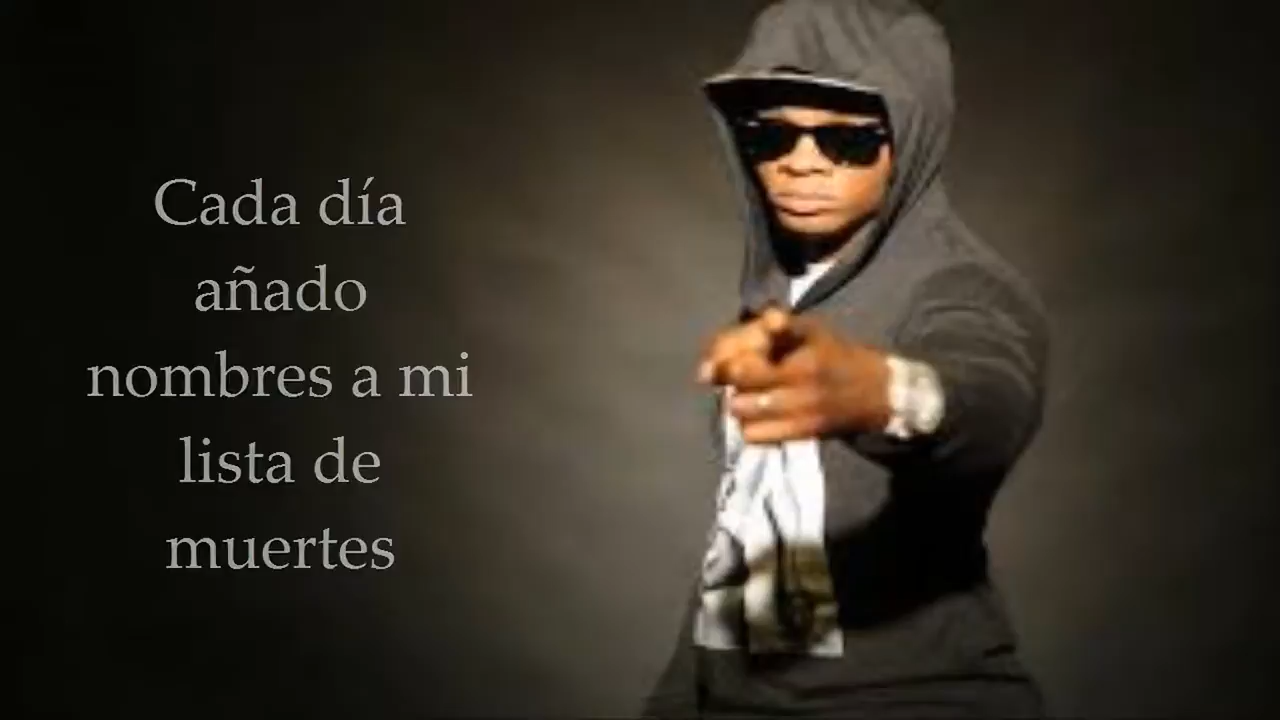 Cada día
añado
nombres a mi
lista de
muertes